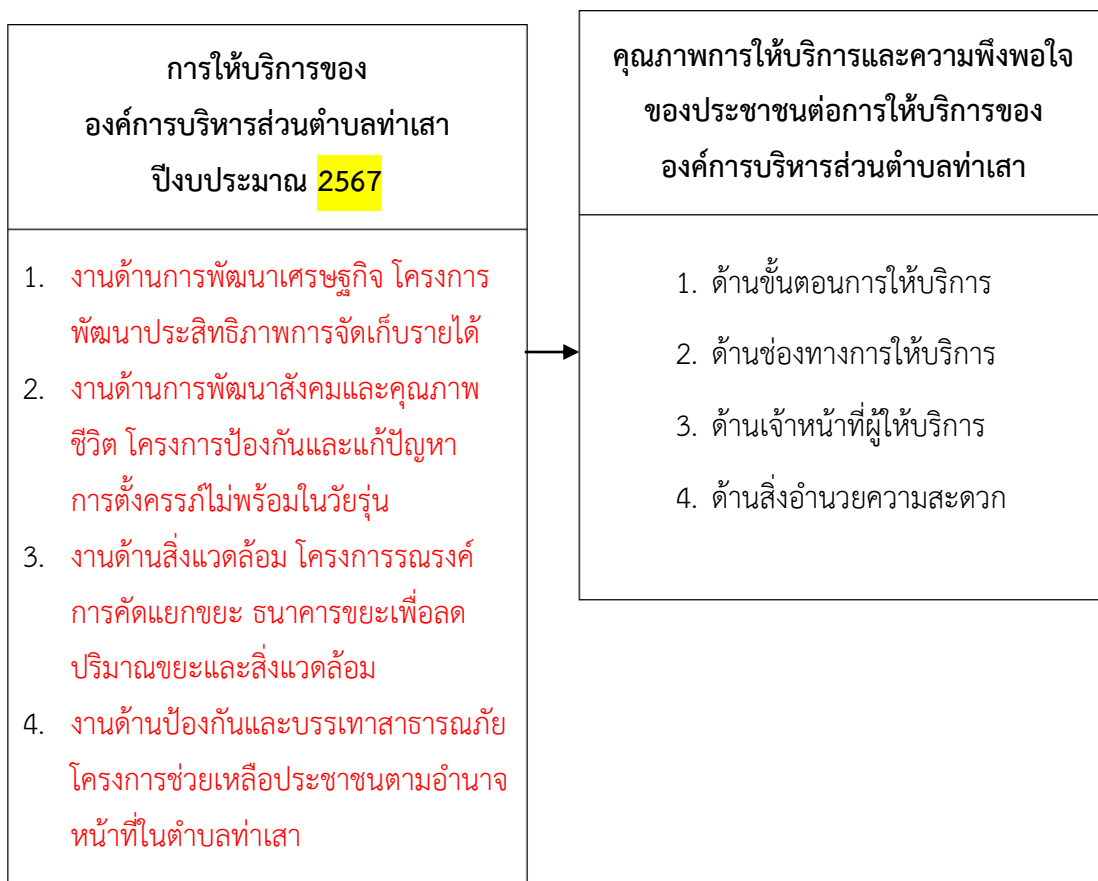 การให้บริการของ
องค์การบริหารส่วนตำบลท่าเสา
ปีงบประมาณ 2567
1. งานด้านการพัฒนาเศรษฐกิจ โครงการ
พัฒนาประสิทธิภาพการจัดเก็บรายได้
2. งานด้านการพัฒนาสังคมและคุณภาพ
ชีวิต โครงการป้องกันและแก้ปัญหา
การตั้งครรภ์ไม่พร้อมในวัยรุ่น
3. งานด้านสิ่งแวดล้อม โครงการรณรงค์
การคัดแยกขยะ ธนาคารขยะเพื่อลด
ปริมาณขยะและสิ่งแวดล้อม
4. งานด้านป้องกันและบรรเทาสาธารณภัย
โครงการช่วยเหลือประชาชนตามอำนาจ
หน้าที่ในตำบลท่าเสา
คุณภาพการให้บริการและความพึงพอใจ
ของประชาชนต่อการให้บริการของ
องค์การบริหารส่วนตำบลท่าเสา
1. ด้านขั้นตอนการให้บริการ
2. ด้านช่องทางการให้บริการ
3. ด้านเจ้าหน้าที่ผู้ให้บริการ
4. ด้านสิ่งอำนวยความสะดวก